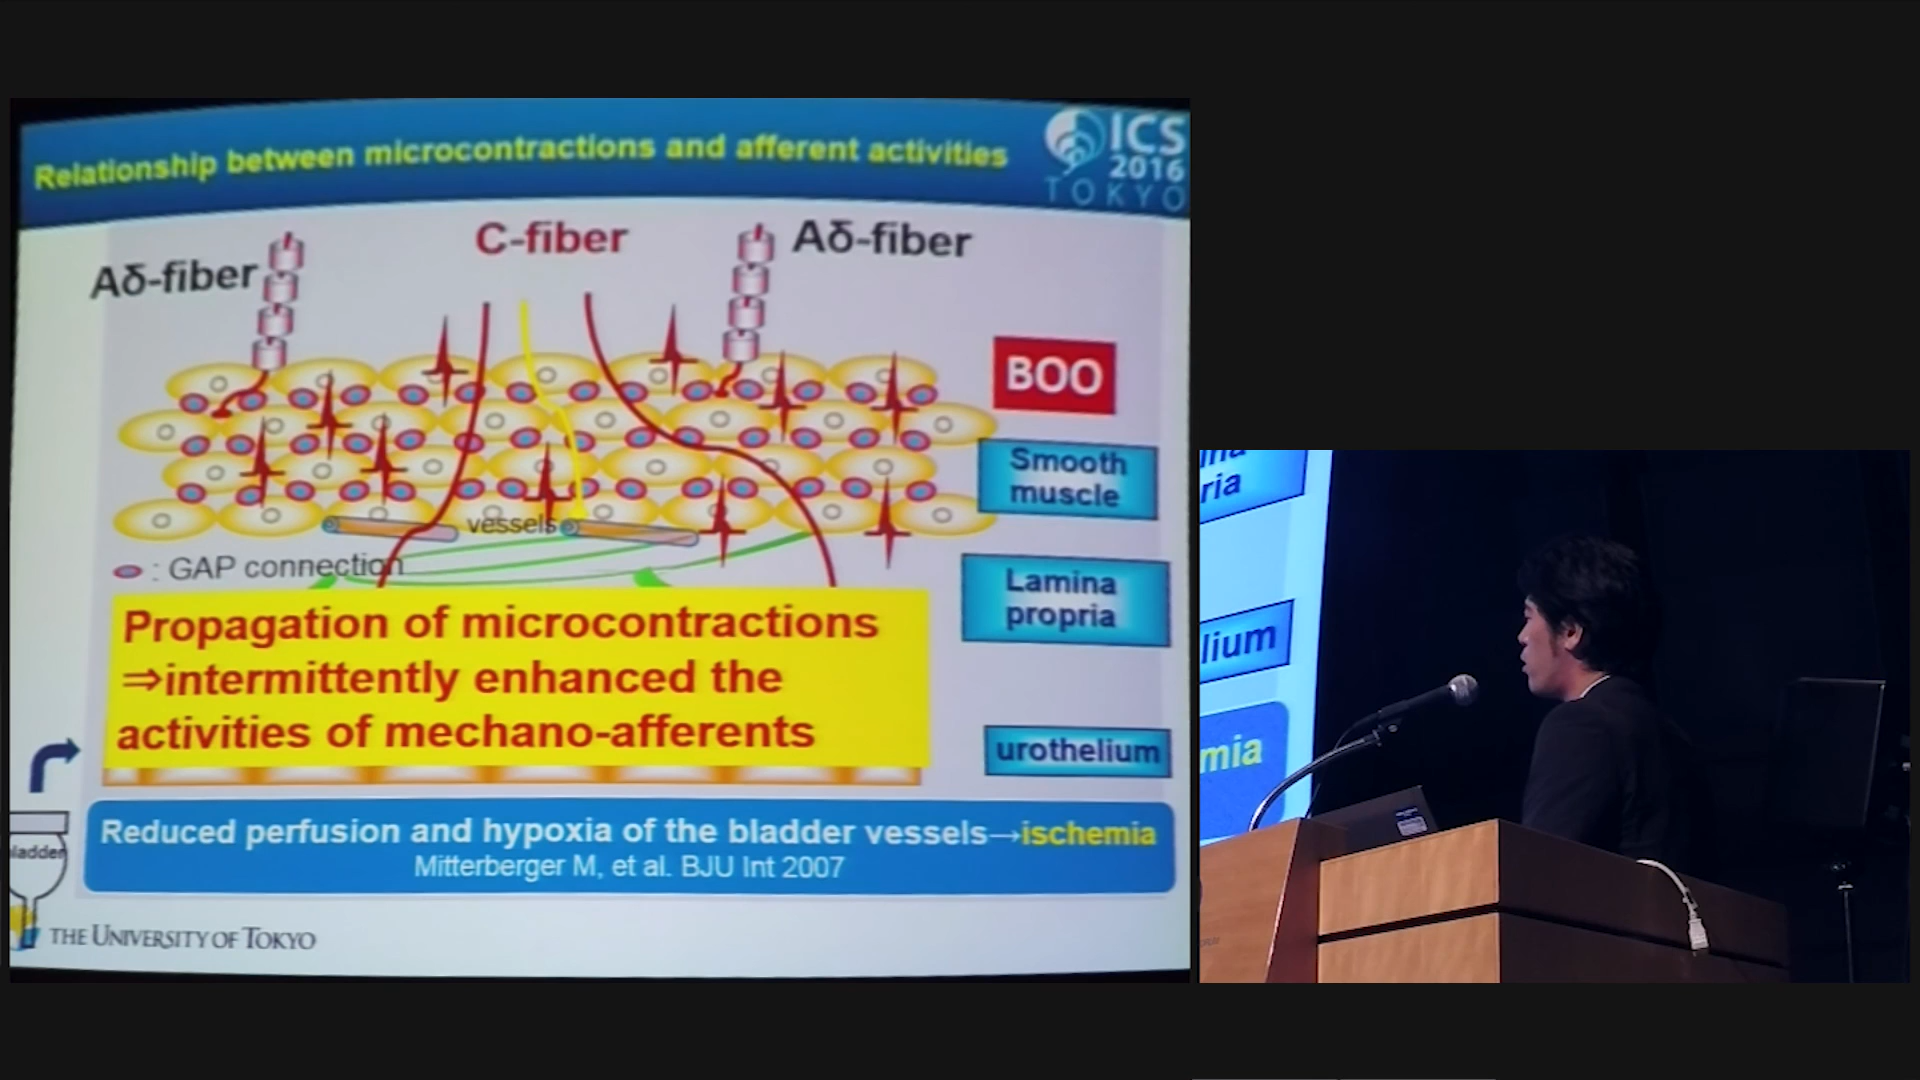 Relationship between microcontractions and afferent activities
ICS
2016
TOKYO
Aδ-fiber
C-fiber
Aδ-fiber
BOO
Smooth
muscle
vessels
: GAP connection
Lamina
propria
Propagation of microcontractions
⇒intermittently enhanced the
activities of mechano-afferents
urothelium
Reduced perfusion and hypoxia of the bladder vessels→ischemia
Mitterberger M, et al. BJU Int 2007
ladder
THE UNIVERSITY OF TOKYO
ria
lium
mia